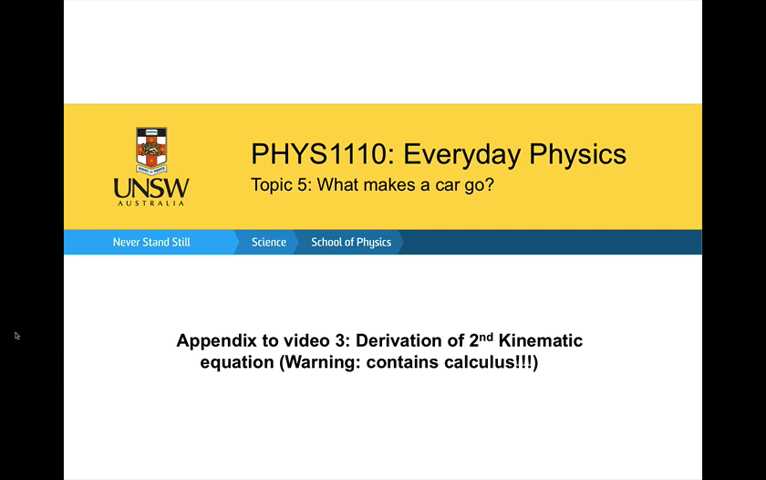 PHYS1110: Everyday Physics
Topic 5: What makes a car go?
UNSW
AUSTRALIA
Never Stand Still
Science
School of Physics
Appendix to video 3: Derivation of 2nd Kinematic
equation (Warning: contains calculus!!!)